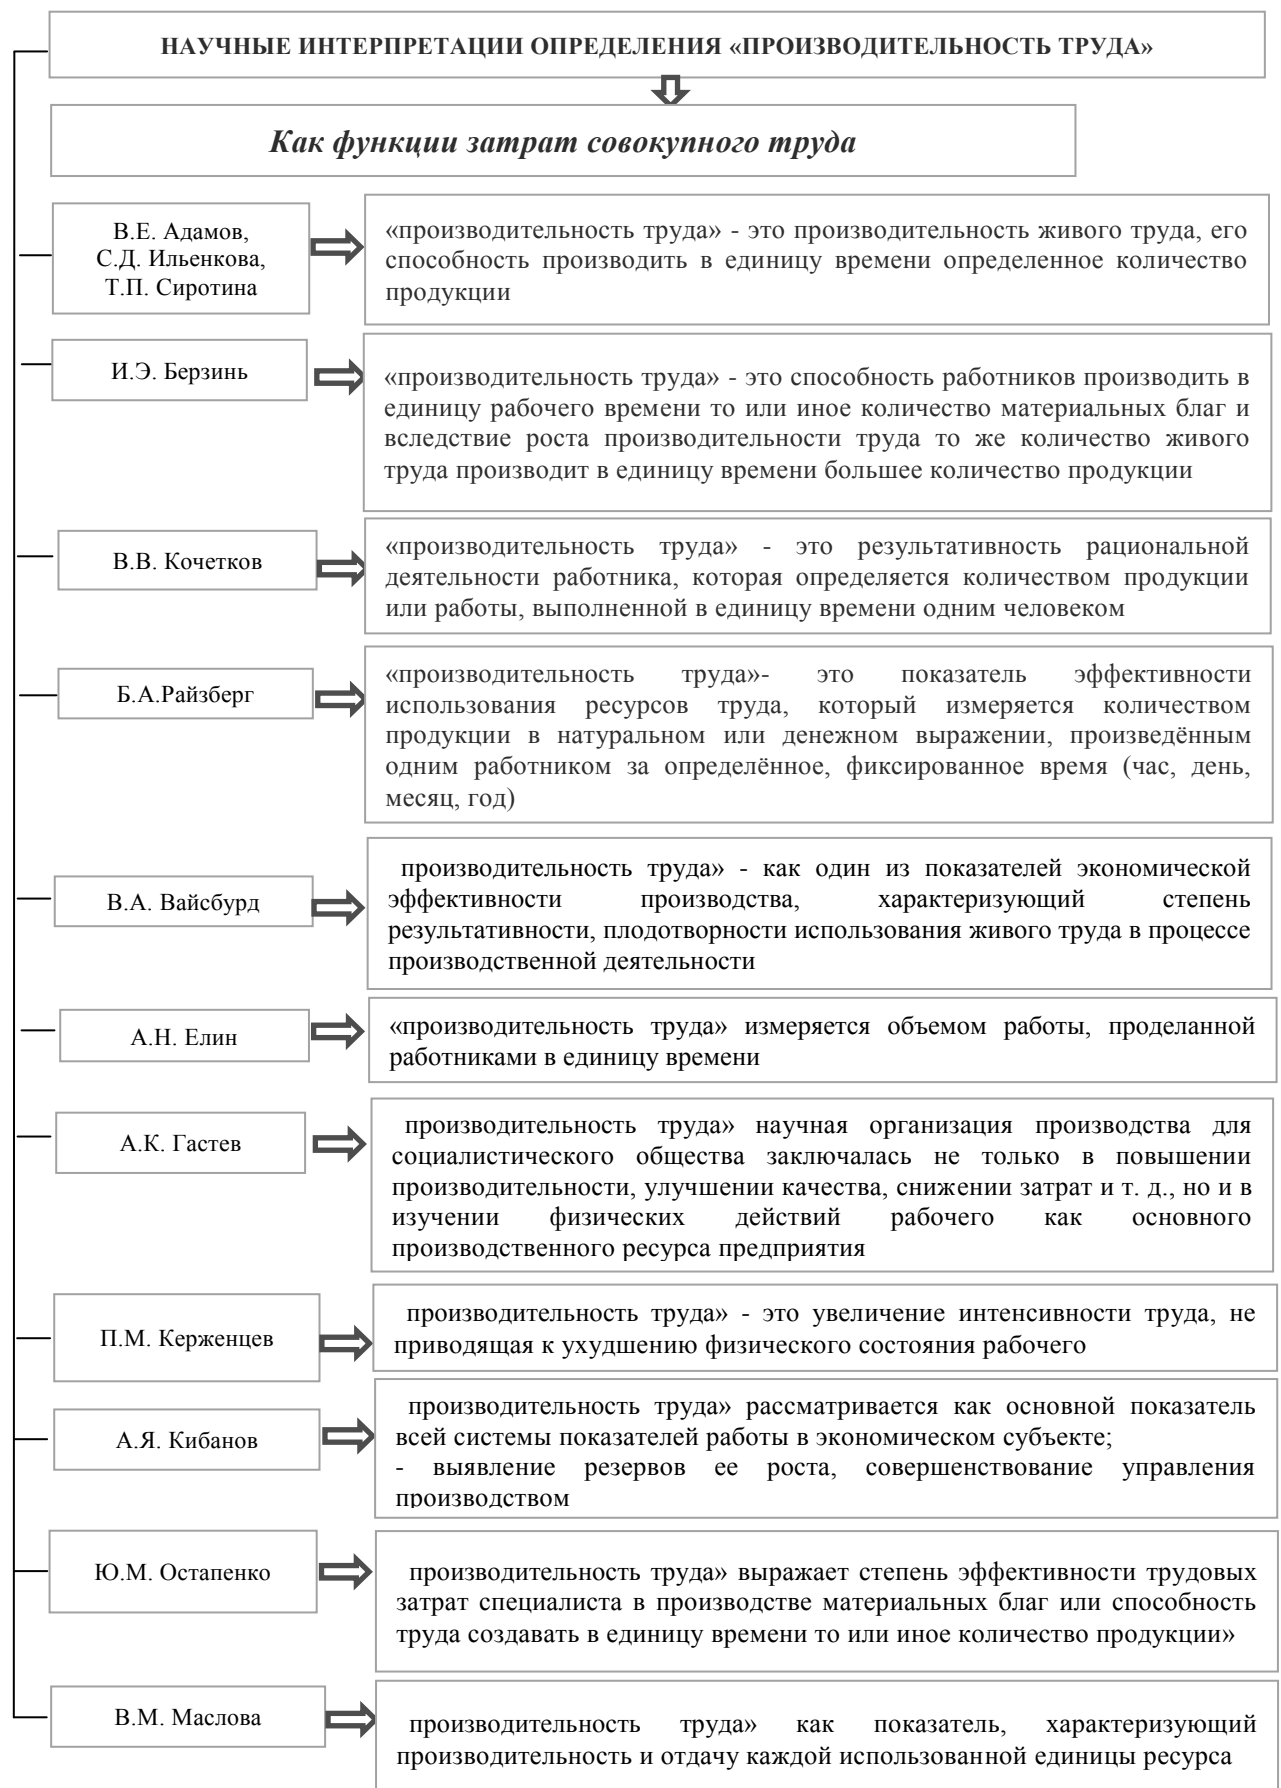 НАУЧНЫЕ ИНТЕРПРЕТАЦИИ ОПРЕДЕЛЕНИЯ «ПРОИЗВОДИТЕЛЬНОСТЬ ТРУДА»
Как функции затрат совокупного труда
В.Е. Адамов,
С.Д. Ильенкова,
Т.П. Сиротина
«производительность труда» - это производительность живого труда, его
способность производить в единицу времени определенное количество
продукции
И.Э. Берзинь
«производительность труда» - это способность работников производить в
единицу рабочего времени то или иное количество материальных благ и
вследствие роста производительности труда то же количество живого
труда производит в единицу времени большее количество продукции
В.В. Кочетков
«производительность труда» - это результативность рациональной
деятельности работника, которая определяется количеством продукции
или работы, выполненной в единицу времени одним человеком
Б.А.Райзберг
«производительность труда»- это показатель эффективности
использования ресурсов труда, который измеряется количеством
продукции в натуральном или денежном выражении, произведённым
одним работником за определённое, фиксированное время (час, день,
месяц, год)
В.А. Вайсбурд
производительность труда» - как один из показателей экономической
эффективности производства, характеризующий степень
результативности, плодотворности использования живого труда в процессе
производственной деятельности
А.Н. Елин
«производительность труда» измеряется объемом работы, проделанной
работниками в единицу времени
А.К. Гастев
производительность труда» научная организация производства для
социалистического общества заключалась не только в повышении
производительности, улучшении качества, снижении затрат и т. д., но и в
изучении физических действий рабочего как основного
производственного ресурса предприятия
П.М. Керженцев
производительность труда» - это увеличение интенсивности труда, не
приводящая к ухудшению физического состояния рабочего
А.Я. Кибанов
производительность труда» рассматривается как основной показатель
всей системы показателей работы в экономическом субъекте;
- выявление резервов ее роста, совершенствование управления
производством
Ю.М. Остапенко
производительность труда» выражает степень эффективности трудовых
затрат специалиста в производстве материальных благ или способность
труда создавать в единицу времени то или иное количество продукции»
В.М. Маслова
производительность труда» как показатель, характеризующий
производительность и отдачу каждой использованной единицы ресурса